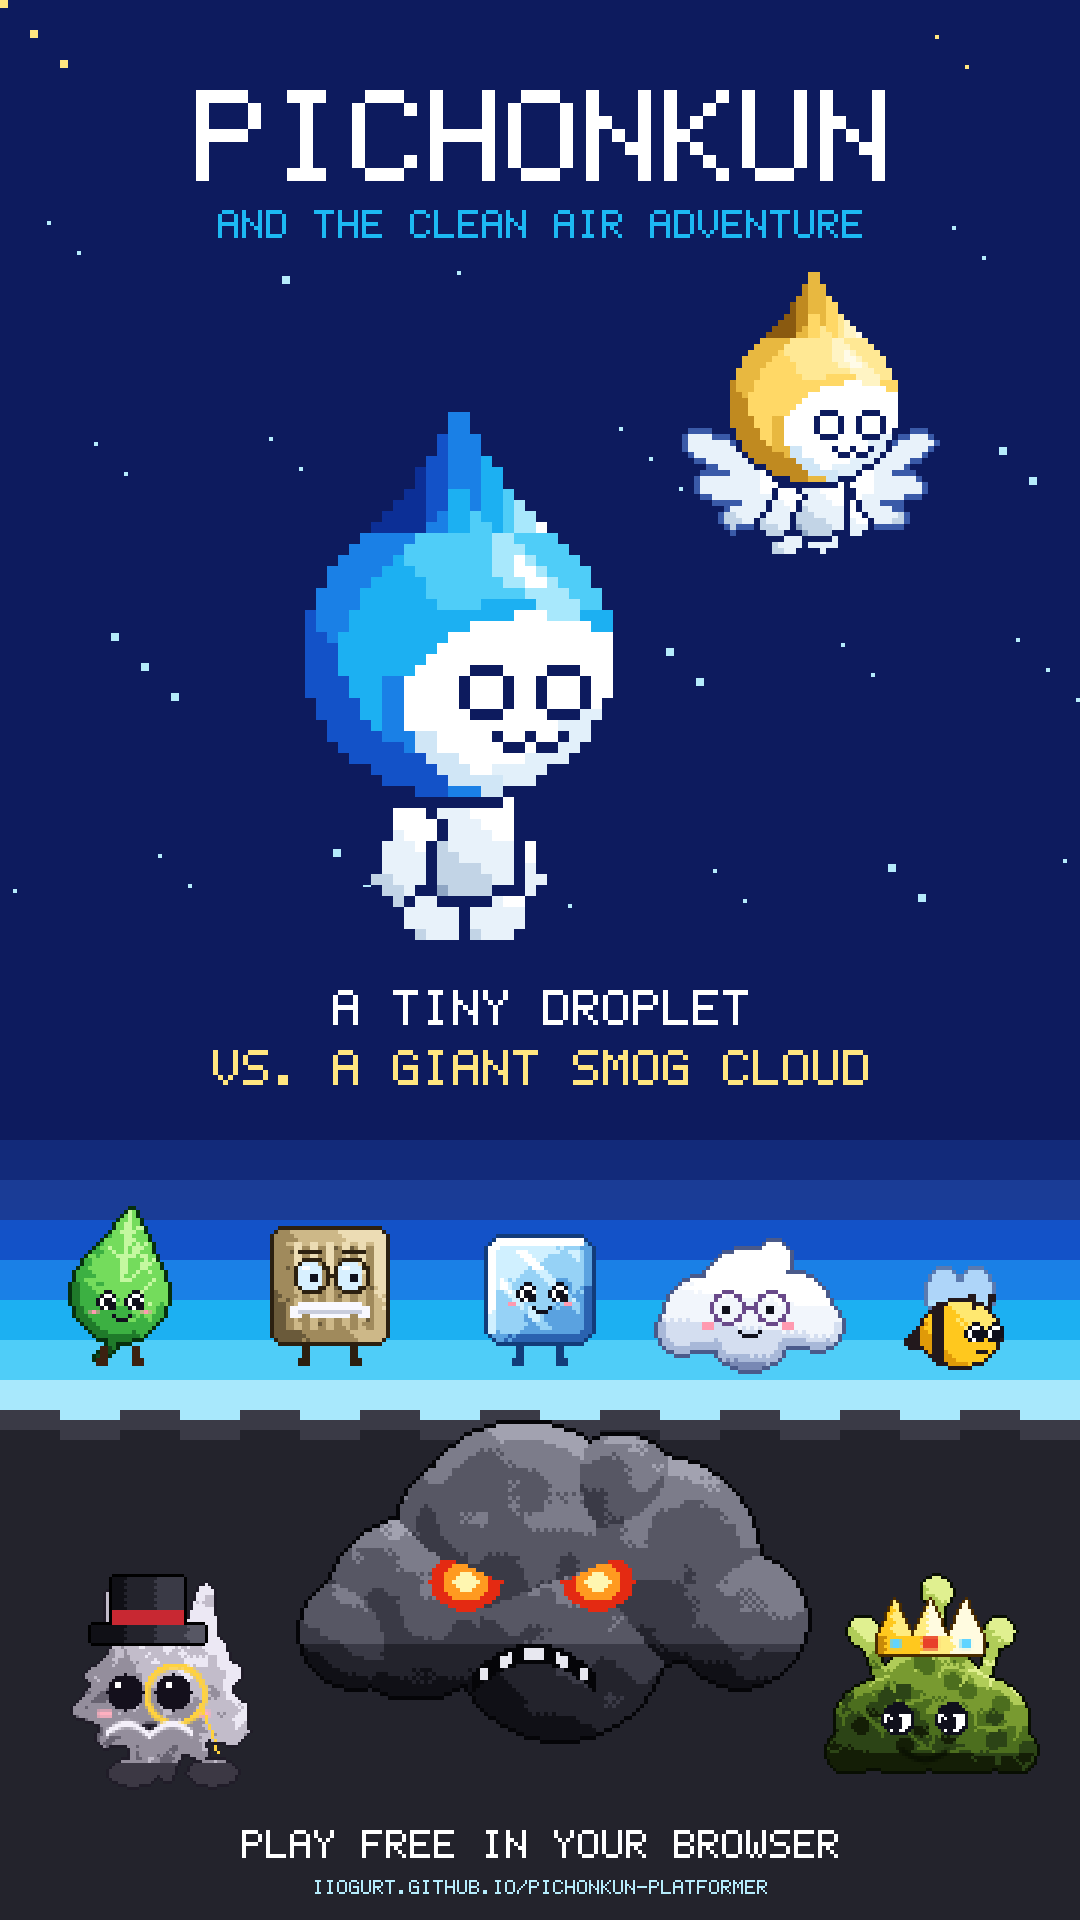 PICHONKUN
AND THE CLEAN AIR ADVENTURE
A TINY DROPLET
VS. A GIANT SMOG CLOUD
PLAY FREE IN YOUR BROWSER
IIOGURT.GITHUB.IO/PICHONKUN-PLATFORMER